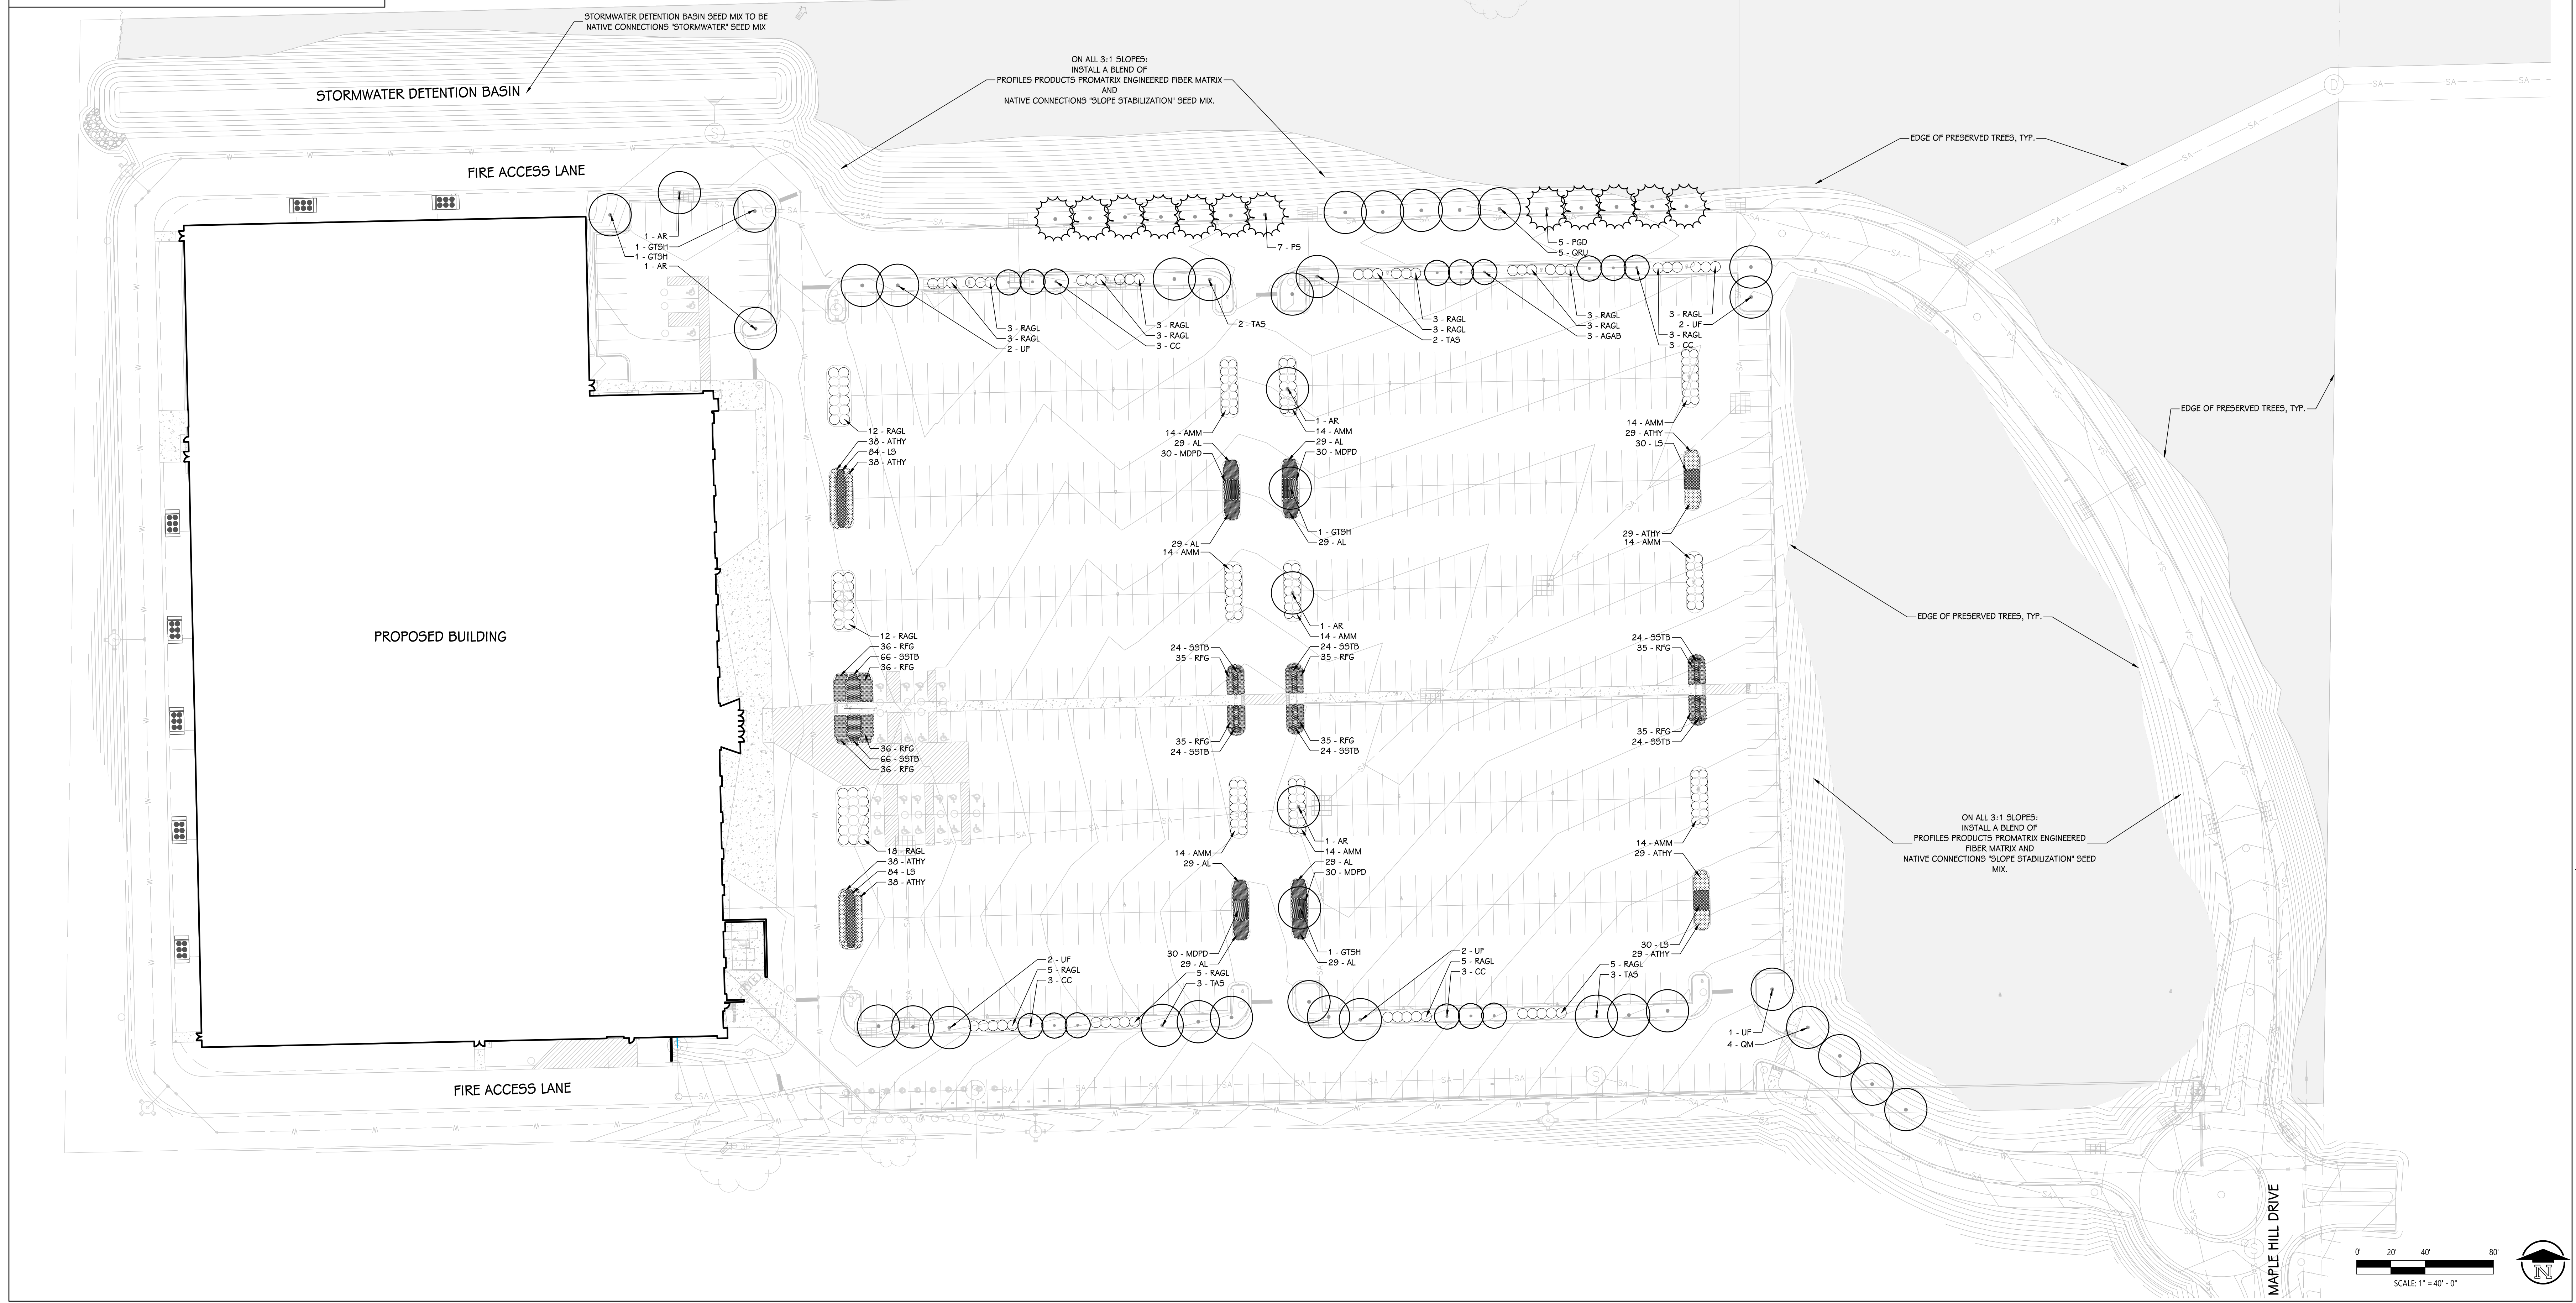 STORMWATER DETENTION BASIN SEED MIX TO BE
NATIVE CONNECTIONS "STORMWATER" SEED MIX
STORMWATER DETENTION BASIN
ON ALL 3:1 SLOPES:
INSTALL A BLEND OF
PROFILES PRODUCTS PROMATRIX ENGINEERED FIBER MATRIX
AND
NATIVE CONNECTIONS "SLOPE STABILIZATION" SEED MIX.
EDGE OF PRESERVED TREES, TYP.
FIRE ACCESS LANE
1 - AR
1 - GTSH
1 - GTSH
1 - AR
7 - PS
5 - PGD
5 - QRU
3 - RAGL
3 - RAGL
2 - UF
3 - RAGL
3 - RAGL
3 - CC
2 - TAS
3 - RAGL
3 - RAGL
2 - TAS
3 - RAGL
3 - RAGL
3 - AGAB
3 - RAGL
2 - UF
3 - RAGL
3 - CC
EDGE OF PRESERVED TREES, TYP.
12 - RAGL
38 - ATHY
84 - LS
38 - ATHY
14 - AMM
29 - AL
30 - MDPD
1 - AR
14 - AMM
29 - AL
30 - MDPD
14 - AMM
29 - ATHY
30 - LS
29 - AL
14 - AMM
1 - GTSH
29 - AL
29 - ATHY
14 - AMM
PROPOSED BUILDING
EDGE OF PRESERVED TREES, TYP.
12 - RAGL
36 - RFG
66 - SSTB
36 - RFG
24 - SSTB
35 - RFG
1 - AR
14 - AMM
24 - SSTB
35 - RFG
24 - SSTB
35 - RFG
36 - RFG
66 - SSTB
36 - RFG
35 - RFG
24 - SSTB
35 - RFG
24 - SSTB
35 - RFG
24 - SSTB
18 - RAGL
38 - ATHY
84 - LS
38 - ATHY
14 - AMM
29 - AL
1 - AR
14 - AMM
29 - AL
30 - MDPD
14 - AMM
29 - ATHY
ON ALL 3:1 SLOPES:
INSTALL A BLEND OF
PROFILES PRODUCTS PROMATRIX ENGINEERED
FIBER MATRIX AND
NATIVE CONNECTIONS "SLOPE STABILIZATION" SEED
MIX.
30 - MDPD
29 - AL
1 - GTSH
29 - AL
30 - LS
29 - ATHY
2 - UF
5 - RAGL
3 - CC
5 - RAGL
3 - TAS
2 - UF
5 - RAGL
3 - CC
5 - RAGL
3 - TAS
1 - UF
4 - QM
FIRE ACCESS LANE
MAPLE HILL DRIVE
0' 20' 40' 80'
SCALE: 1" = 40' - 0"
N